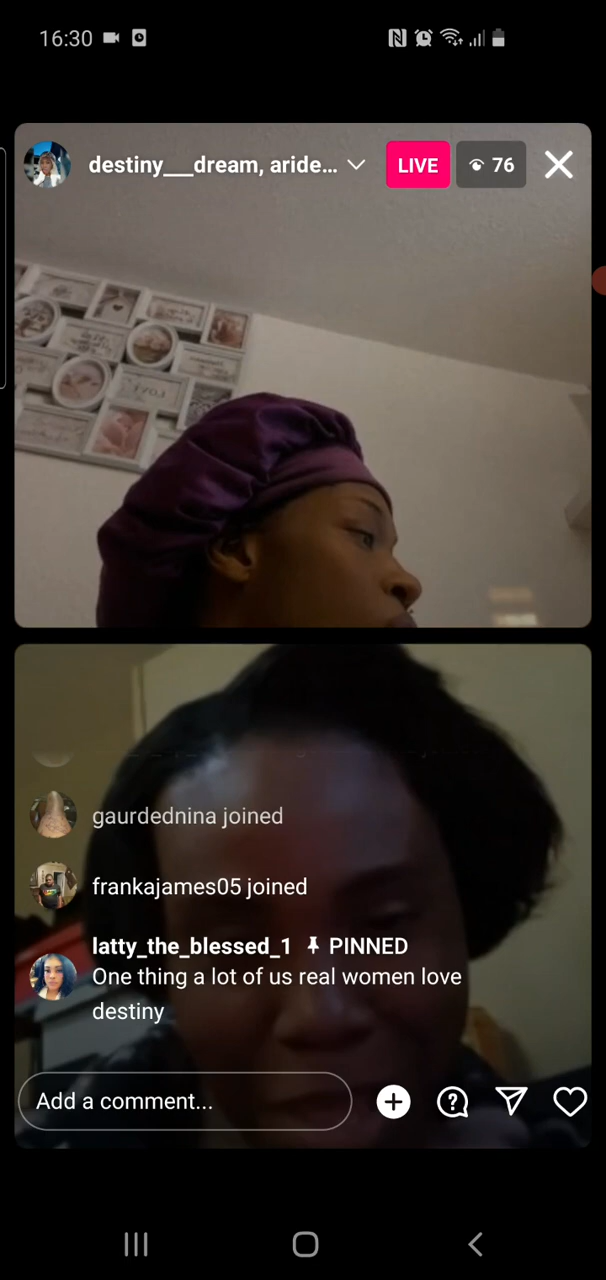 16:30
destiny___dream, aride...
LIVE
76
gaurdednina joined
frankajames05 joined
latty_the_blessed_1 PINNED
One thing a lot of us real women love
destiny
Add a comment...